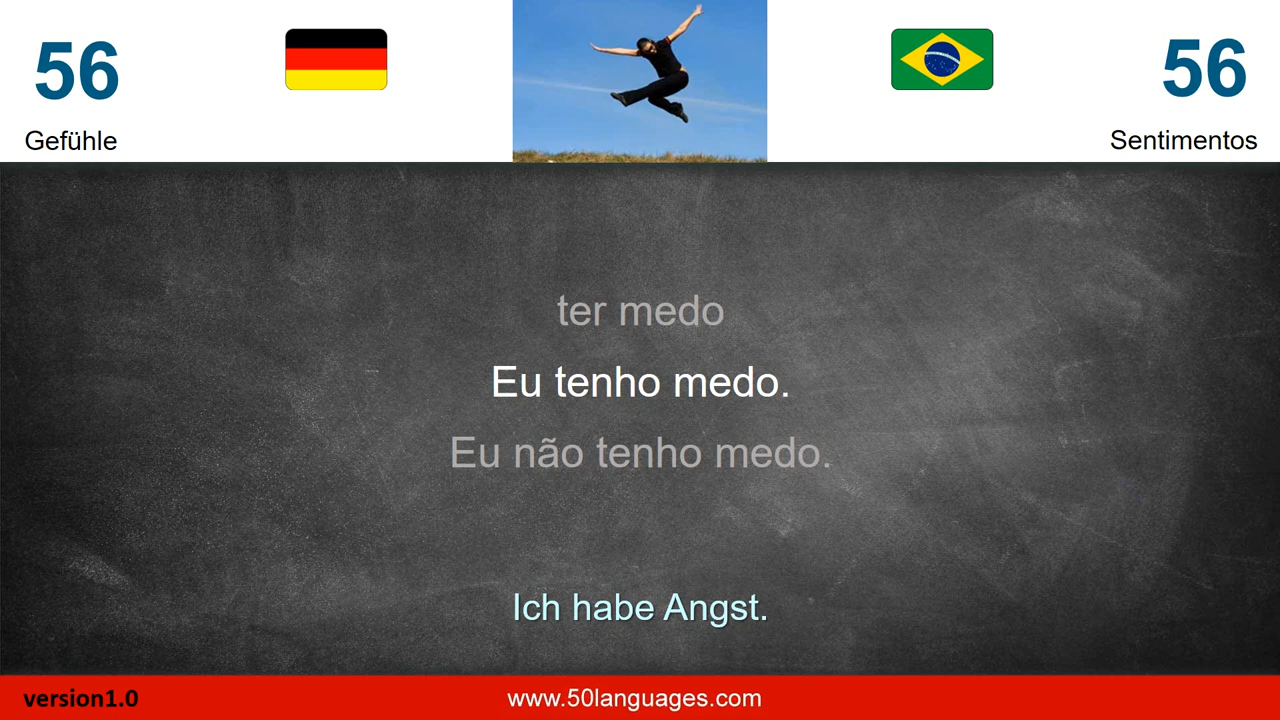 56
56
Gefühle
Sentimentos
ter medo
Eu tenho medo.
Eu não tenho medo.
Ich habe Angst.
version1.0
www.50languages.com